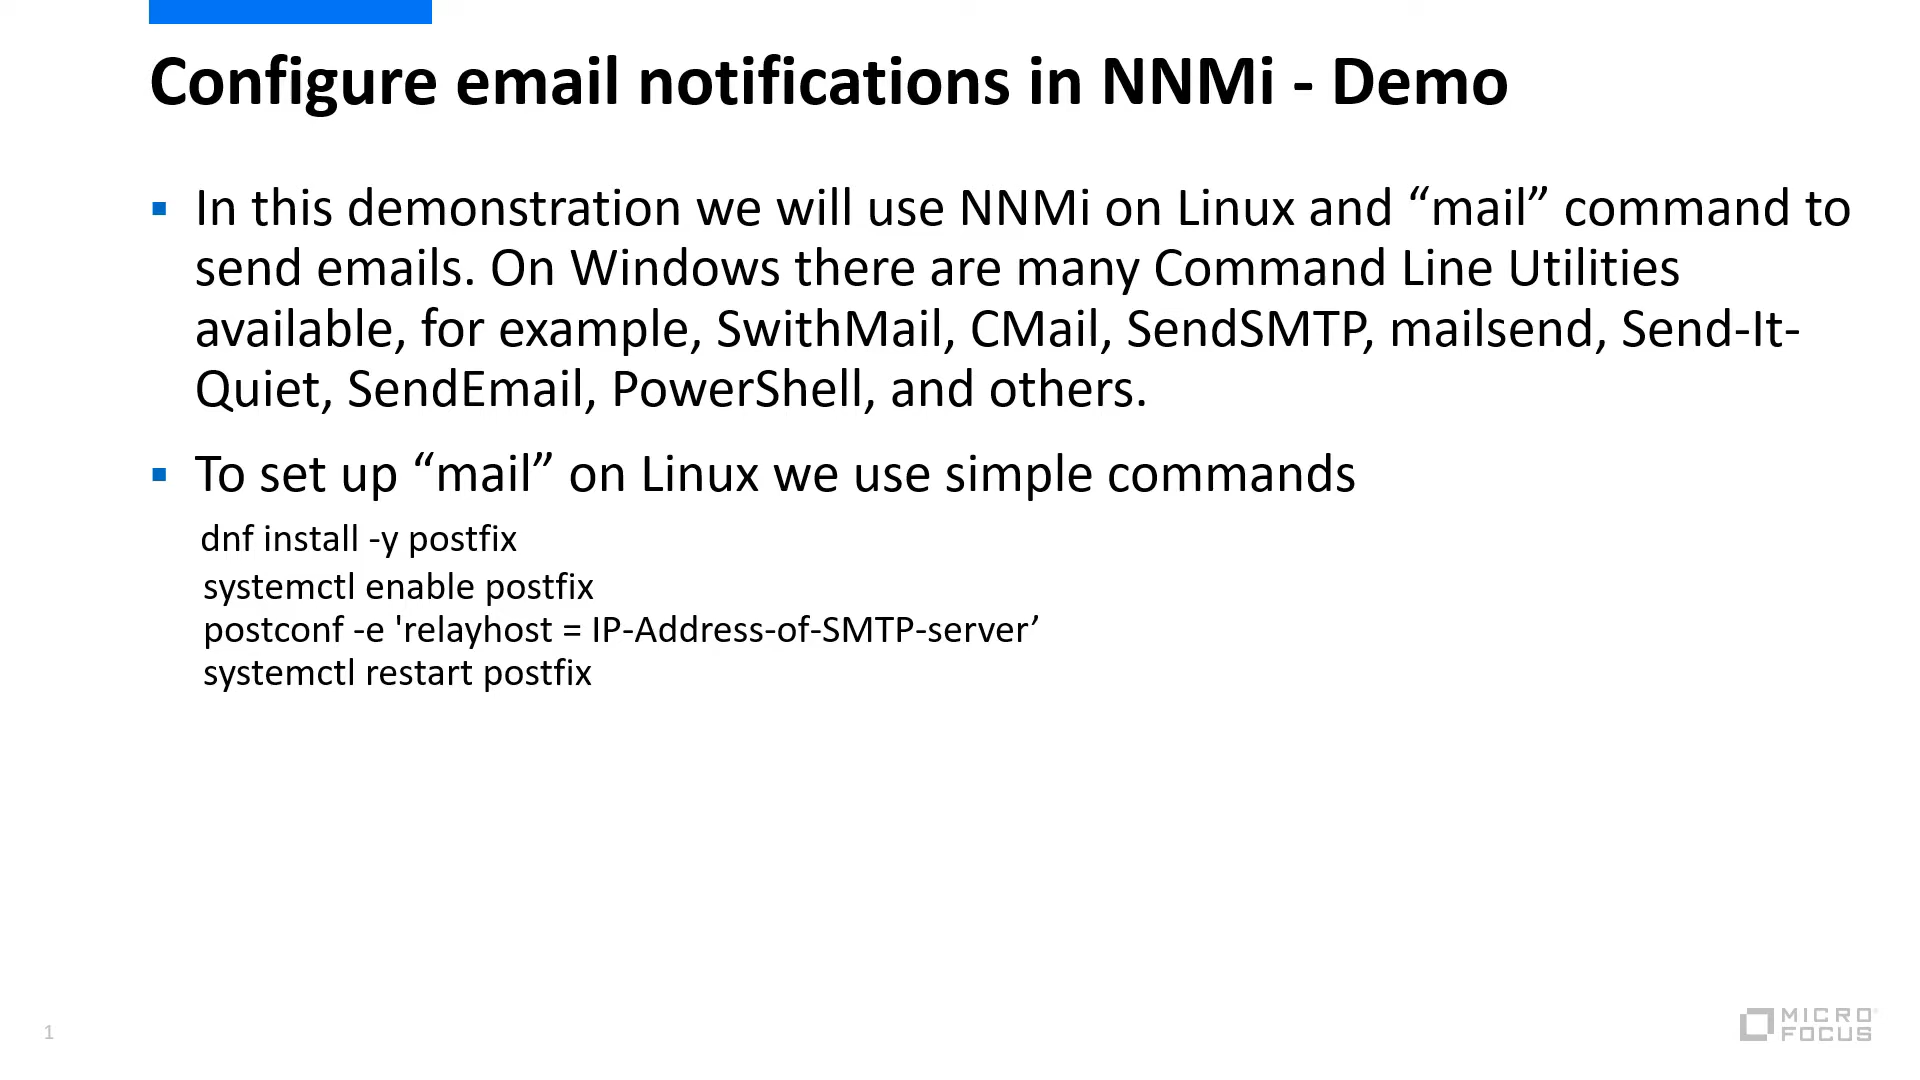 Configure email notifications in NNMi - Demo
▪ In this demonstration we will use NNMi on Linux and “mail” command to
send emails. On Windows there are many Command Line Utilities
available, for example, SwithMail, CMail, SendSMTP, mailsend, Send-It-
Quiet, SendEmail, PowerShell, and others.
▪ To set up “mail” on Linux we use simple commands
dnf install -y postfix
systemctl enable postfix
postconf -e 'relayhost = IP-Address-of-SMTP-server’
systemctl restart postfix
1
MICRO
FOCUS